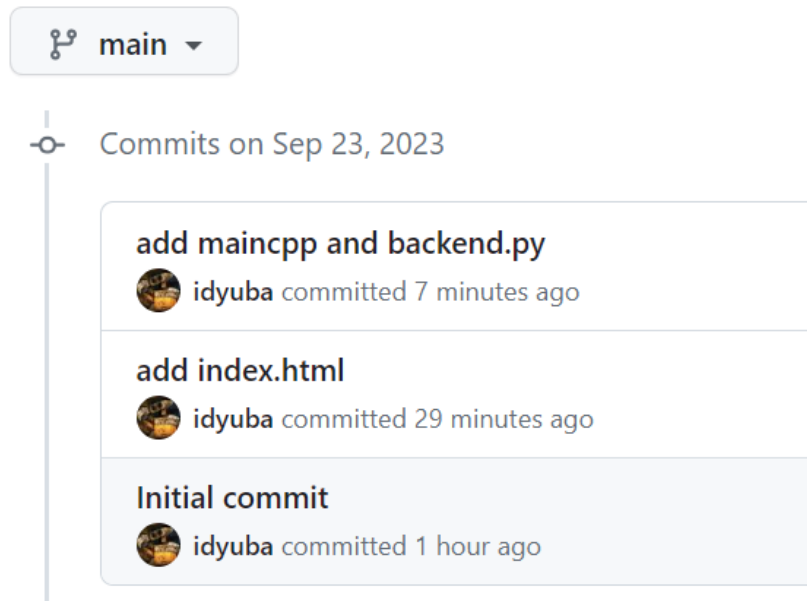 main
Commits on Sep 23, 2023
add maincpp and backend.py
idyuba committed 7 minutes ago
add index.html
idyuba committed 29 minutes ago
Initial commit
idyuba committed 1 hour ago